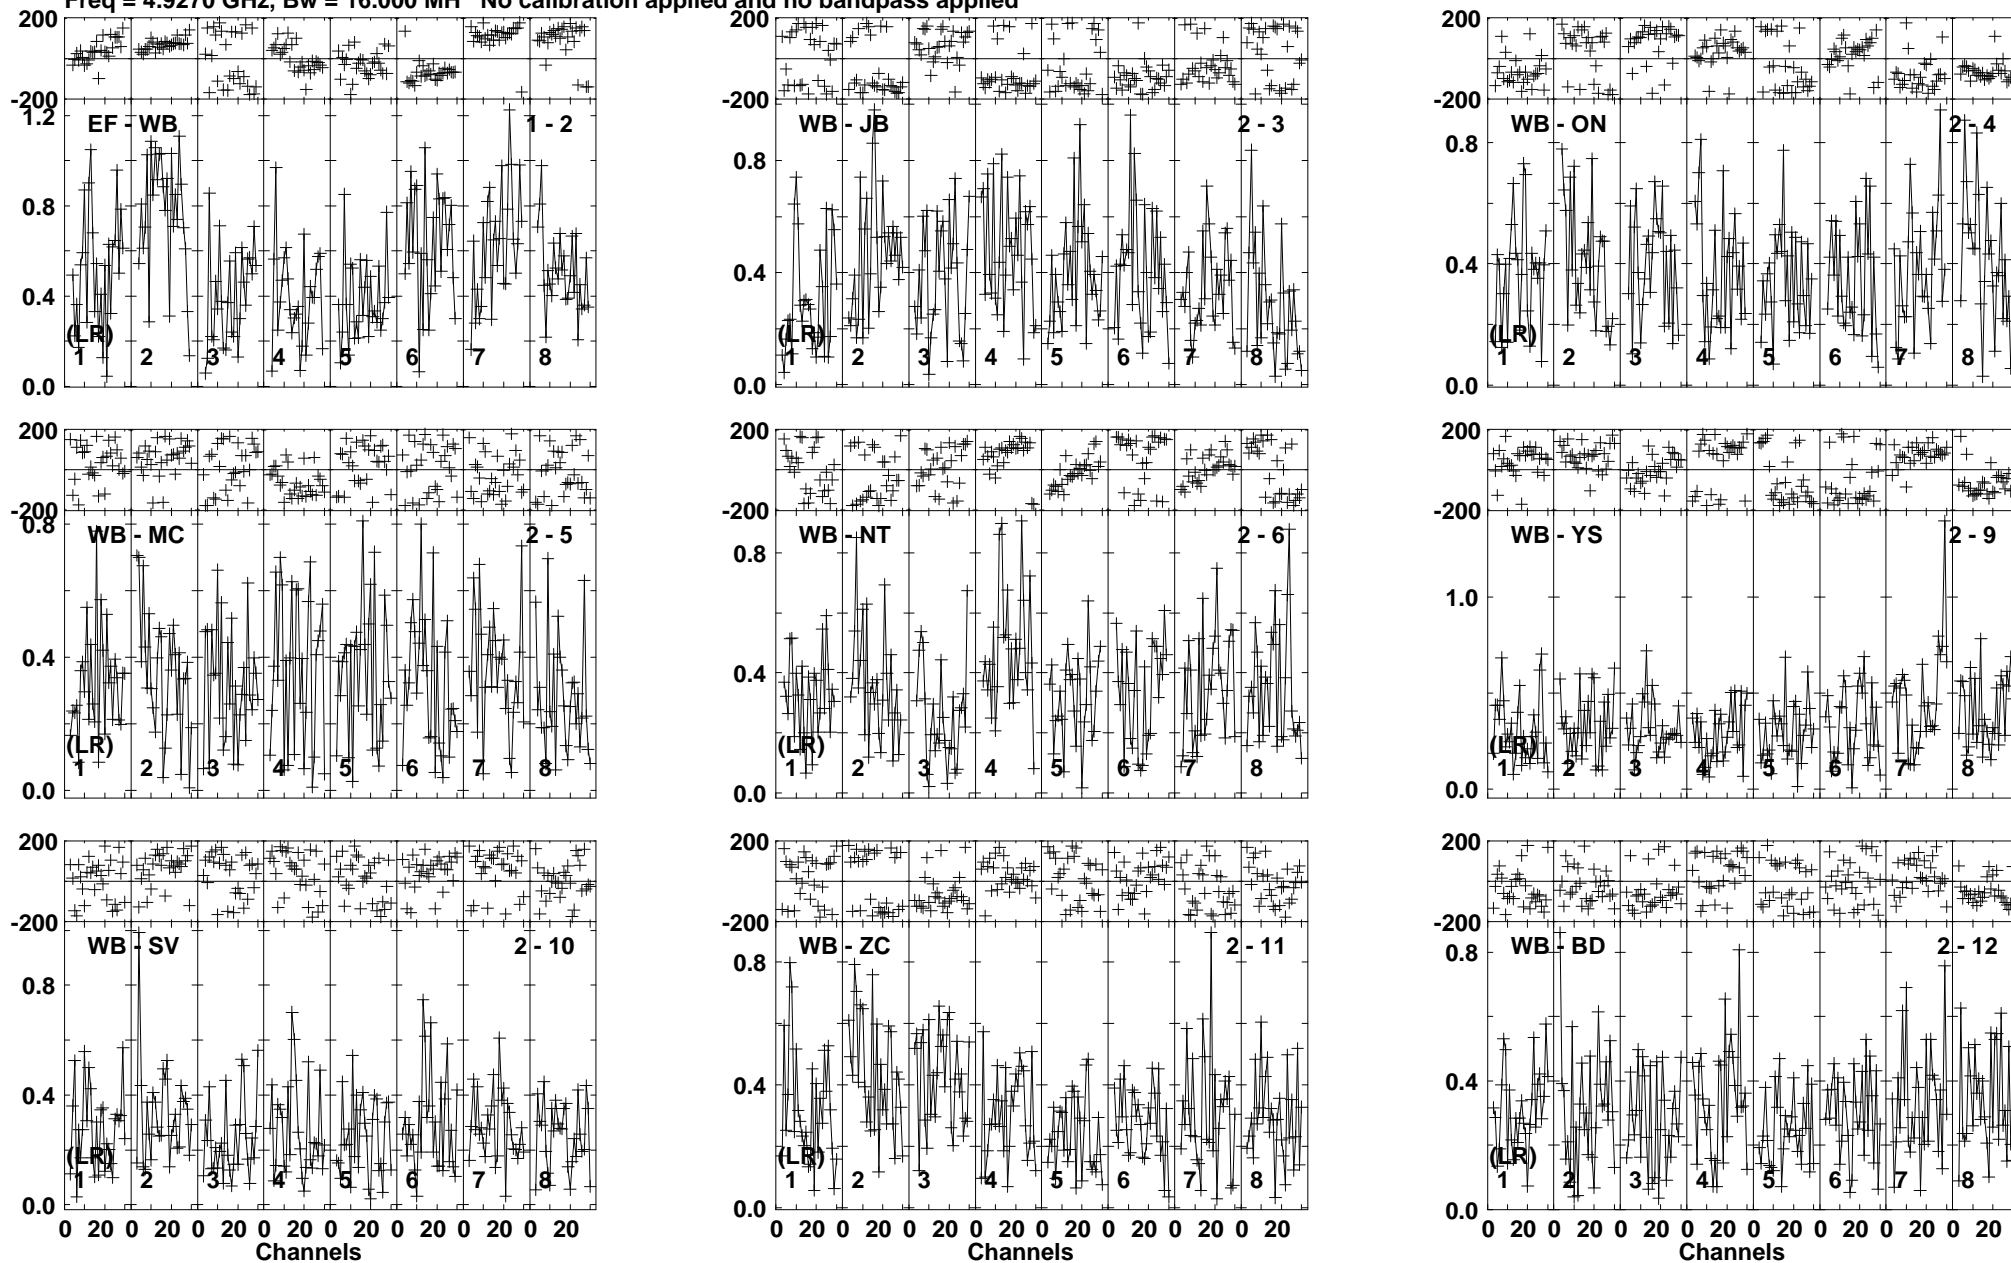 Freq = 4.9270 GHz, Bw = 16.000 MH No calibration applied and no bandpass applied
200 200 200
-200 -200 -200
1.2 0.8 0.4 0.0
EF - WB 1 - 2
(LR)
1 2 3 4 5 6 7 8
0.8 0.4 0.0
WB - JB 2 - 3
(LR)
1 2 3 4 5 6 7 8
0.8 0.4 0.0
WB - ON 2 - 4
(LR)
1 2 3 4 5 6 7 8
200 200 200
-200 -200 -200
0.8 0.4 0.0
WB - MC 2 - 5
(LR)
1 2 3 4 5 6 7 8
0.8 0.4 0.0
WB - NT 2 - 6
(LR)
1 2 3 4 5 6 7 8
1.0 0.0
WB - YS 2 - 9
(LR)
1 2 3 4 5 6 7 8
200 200 200
-200 -200 -200
0.8 0.4 0.0
WB - SV 2 - 10
(LR)
1 2 3 4 5 6 7 8
0.8 0.4 0.0
WB - ZC 2 - 11
(LR)
1 2 3 4 5 6 7 8
0.8 0.4 0.0
WB - BD 2 - 12
(LR)
1 2 3 4 5 6 7 8
0 20 0 20 0 20 0 20 0 20 0 20 0 20 0 20
0 20 0 20 0 20 0 20 0 20 0 20 0 20 0 20
0 20 0 20 0 20 0 20 0 20 0 20 0 20 0 20
Channels Channels Channels